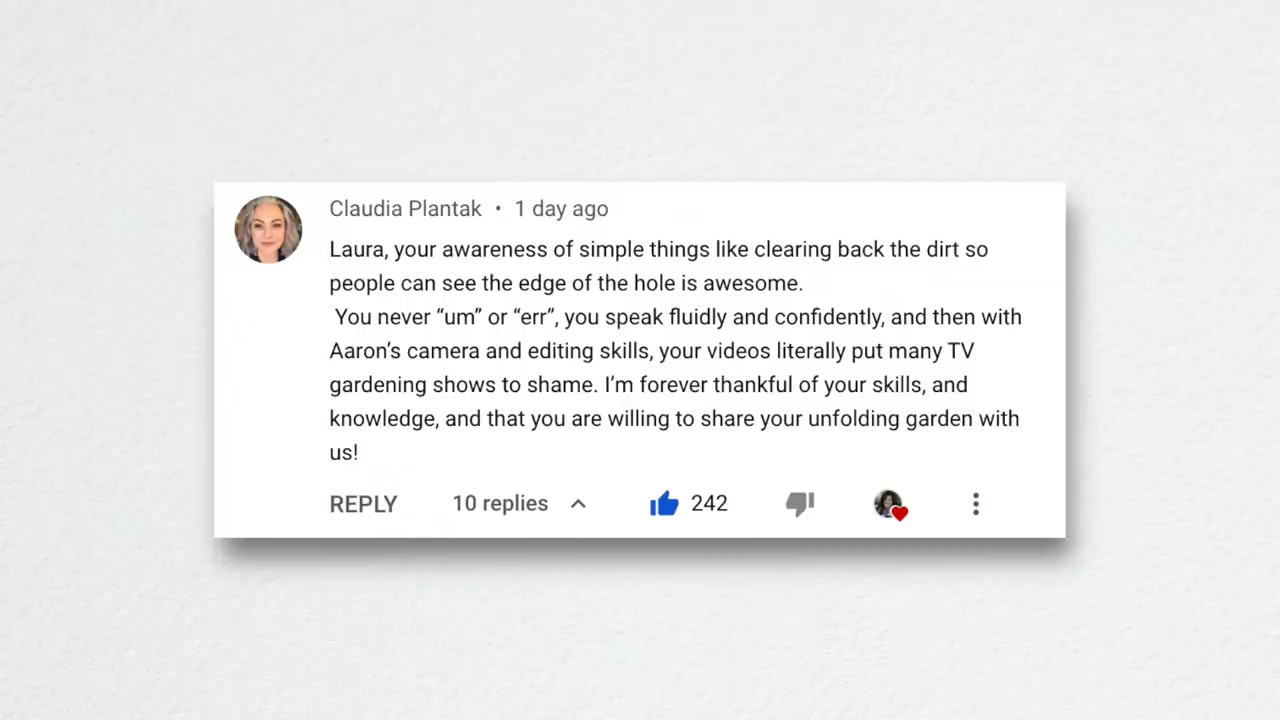 Claudia Plantak • 1 day ago
Laura, your awareness of simple things like clearing back the dirt so
people can see the edge of the hole is awesome.
You never “um” or “err”, you speak fluidly and confidently, and then with
Aaron’s camera and editing skills, your videos literally put many TV
gardening shows to shame. I’m forever thankful of your skills, and
knowledge, and that you are willing to share your unfolding garden with
us!
REPLY 10 replies 242